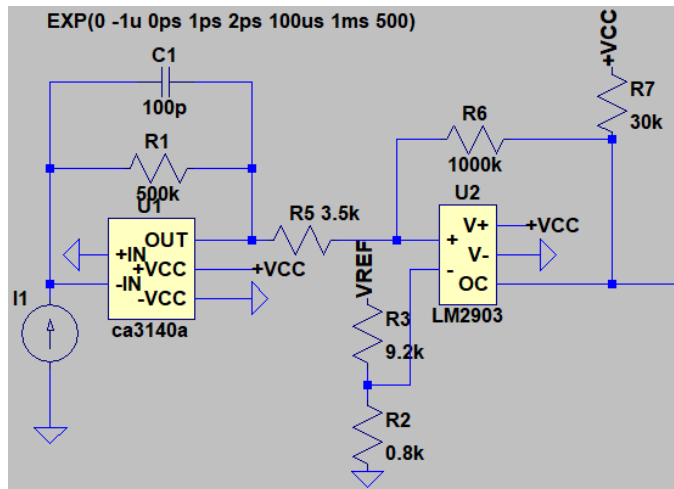 EXP(0 -1u 0ps 1ps 2ps 100us 1ms 500)
+VCC
C1
100p
R7
30k
R1
500k
R6
1000k
U1
U2
OUT
+IN
+VCC
-IN
-VCC
ca3140a
+VCC
R5 3.5k
VREF
+
-
V+
V-
OC
+VCC
LM2903
I1
R3
9.2k
R2
0.8k